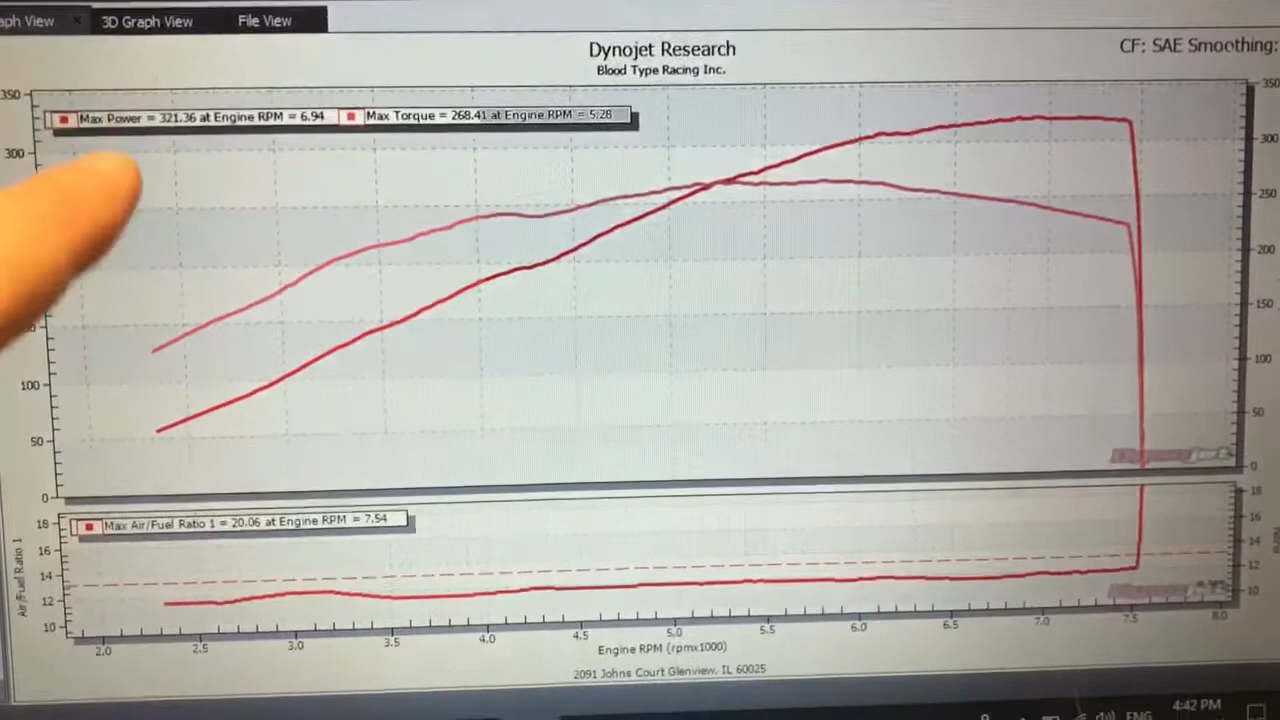 aph View × 3D Graph View File View
Dynojet Research
CF: SAE Smoothing:
Blood Type Racing Inc.
Max Power = 321.36 at Engine RPM = 6.94 Max Torque = 268.41 at Engine RPM = 5.28
350 350
300 300
250
200
150
100 100
50 50
0 0
Max Air/Fuel Ratio 1 = 20.06 at Engine RPM = 7.54
Air/Fuel Ratio 1
18 18
16 16
14 14
12 12
10 10
2.0 2.5 3.0 3.5 4.0 4.5 5.0 5.5 6.0 6.5 7.0 7.5 8.0
Engine RPM (rpmx1000)
2091 Johns Court Glenview, IL 60025
4:42 PM
ENG